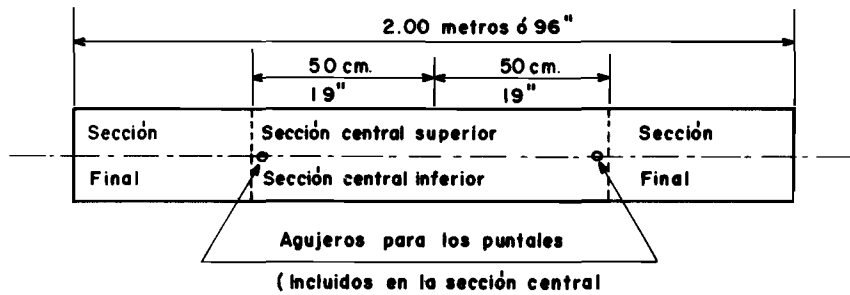 2.00 metros ó 96"
50 cm. 50 cm.
19" 19"
Sección Sección central superior Sección
Final Sección central inferior Final
Agujeros para los puntales
(Incluidos en la sección central